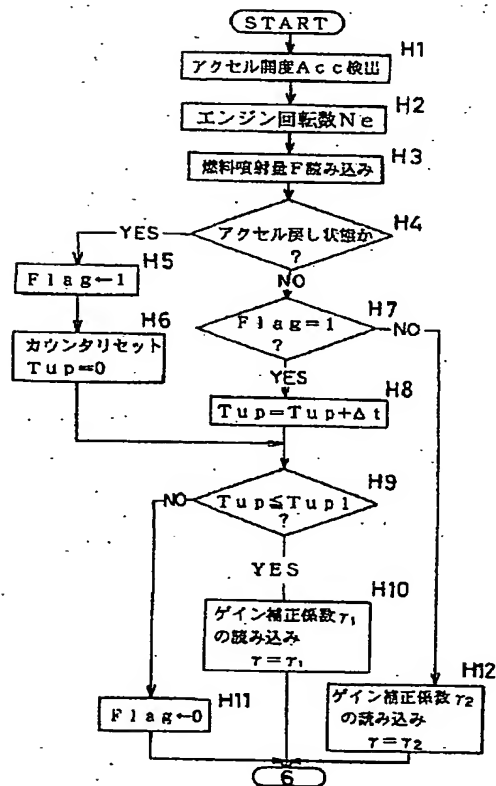 START
H1
アクセル開度Acc検出
H2
エンジン回転数Ne
H3
燃料噴射量F読み込み
H4
アクセル戻し状態か
?
YES
NO
H5
Flag←1
H6
カウンタリセット
Tup=0
H7
Flag=1
?
NO
YES
H8
Tup=Tup+Δt
H9
Tup≦Tup1
?
NO
YES
H10
ゲイン補正係数γ₁
の読み込み
γ=γ₁
H11
Flag←0
H12
ゲイン補正係数γ₂
の読み込み
γ=γ₂
6